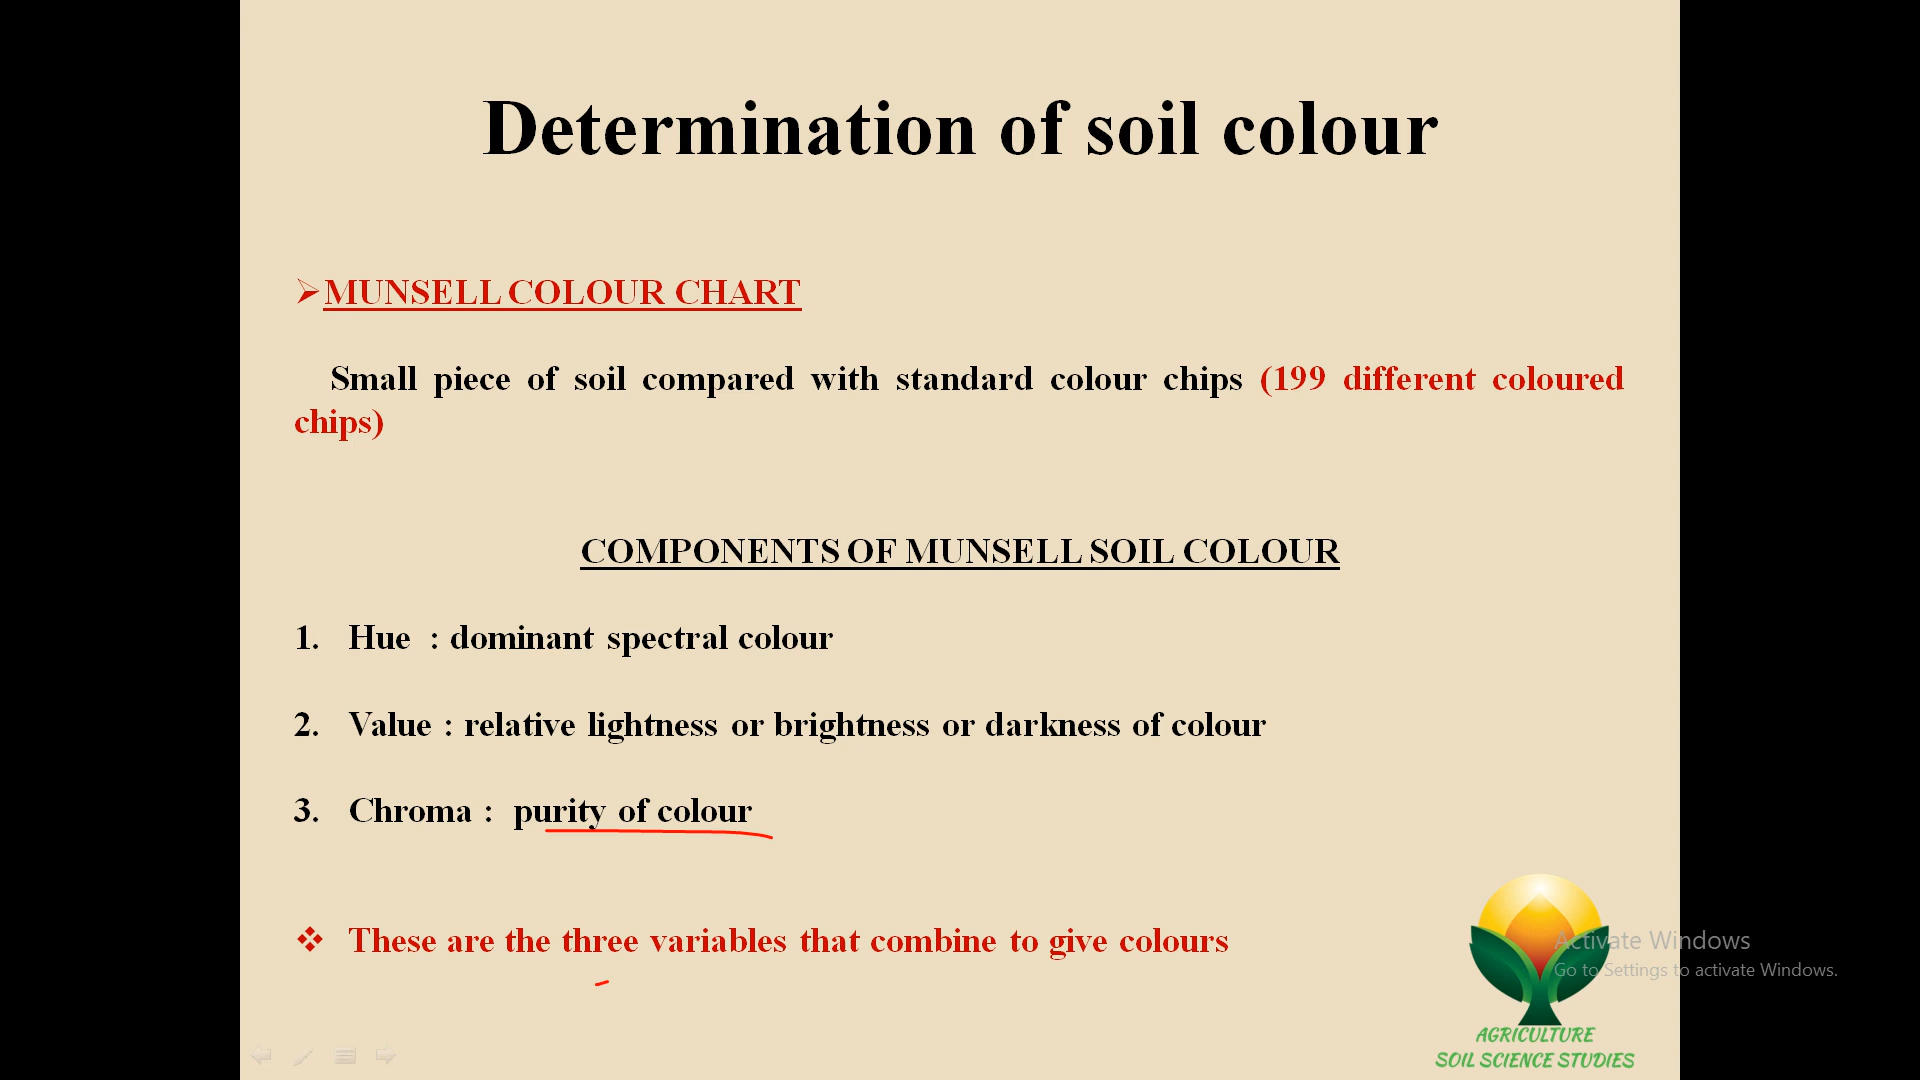 Determination of soil colour
➢MUNSELL COLOUR CHART
Small piece of soil compared with standard colour chips (199 different coloured
chips)
COMPONENTS OF MUNSELL SOIL COLOUR
1. Hue : dominant spectral colour
2. Value : relative lightness or brightness or darkness of colour
3. Chroma : purity of colour
❖ These are the three variables that combine to give colours
Activate Windows
Go to Settings to activate Windows.
AGRICULTURE
SOIL SCIENCE STUDIES